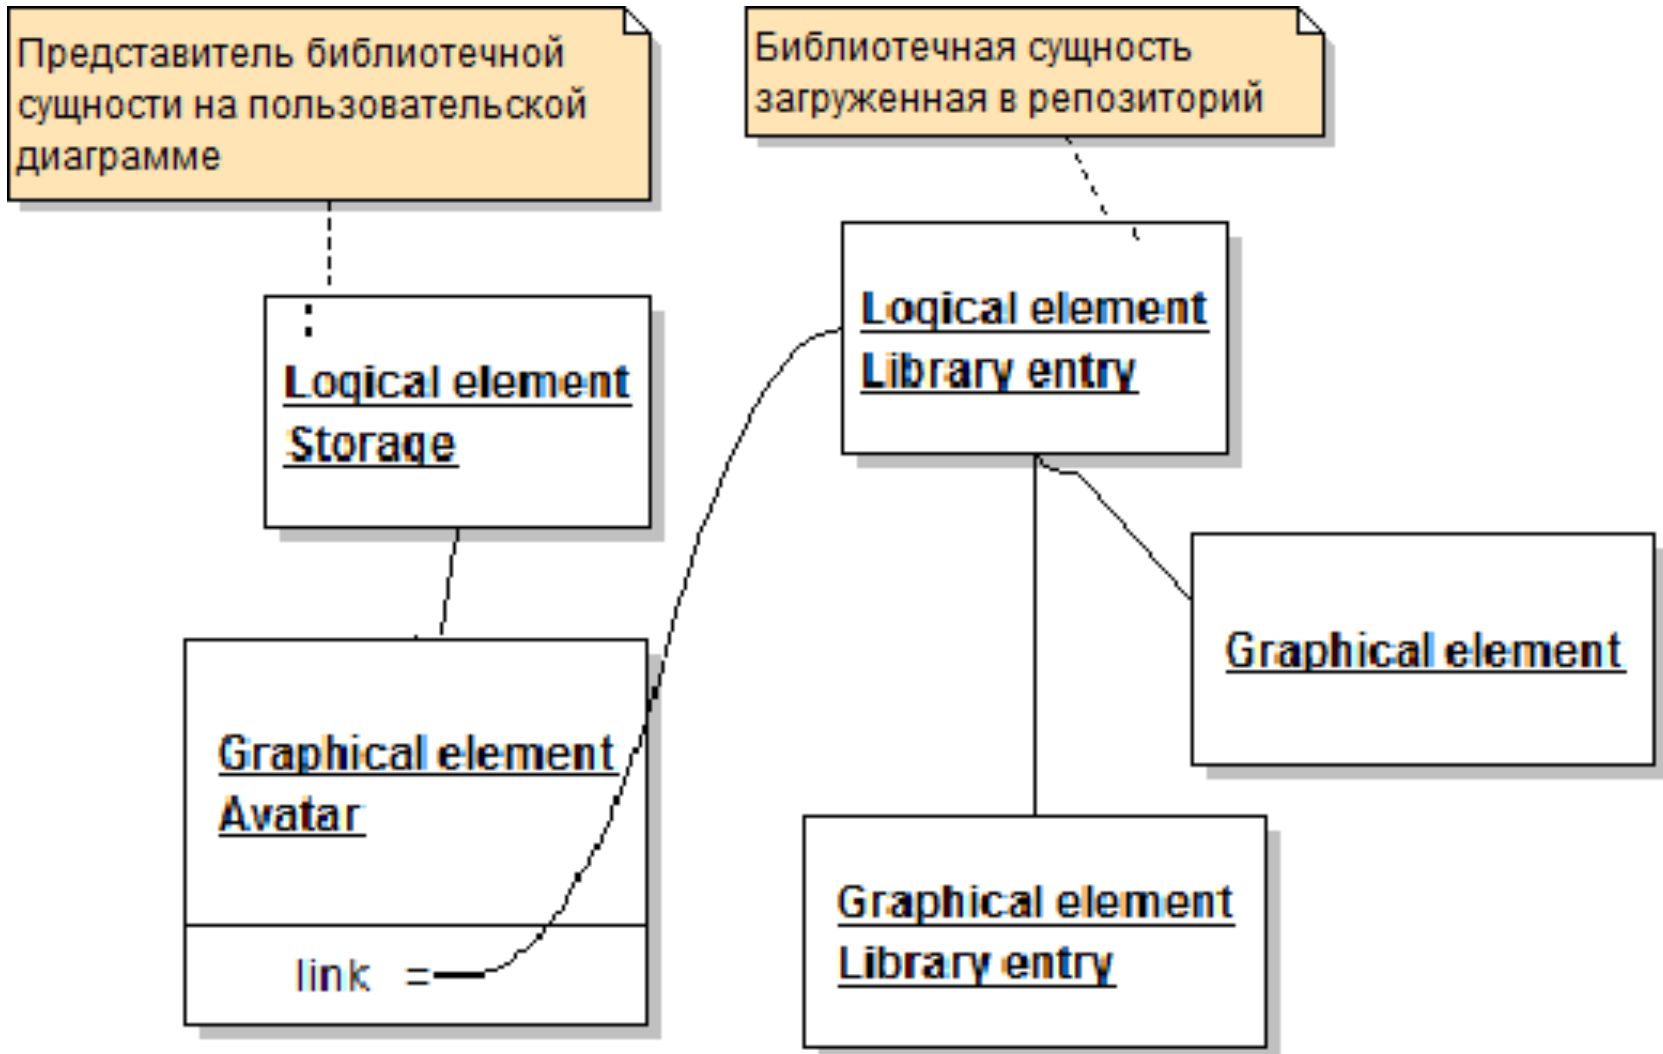 Представитель библиотечной
сущности на пользовательской
диаграмме
Библиотечная сущность
загруженная в репозиторий
:
Logical element
Storage
Logical element
Library entry
Graphical element
Avatar
link =
Graphical element
Graphical element
Library entry